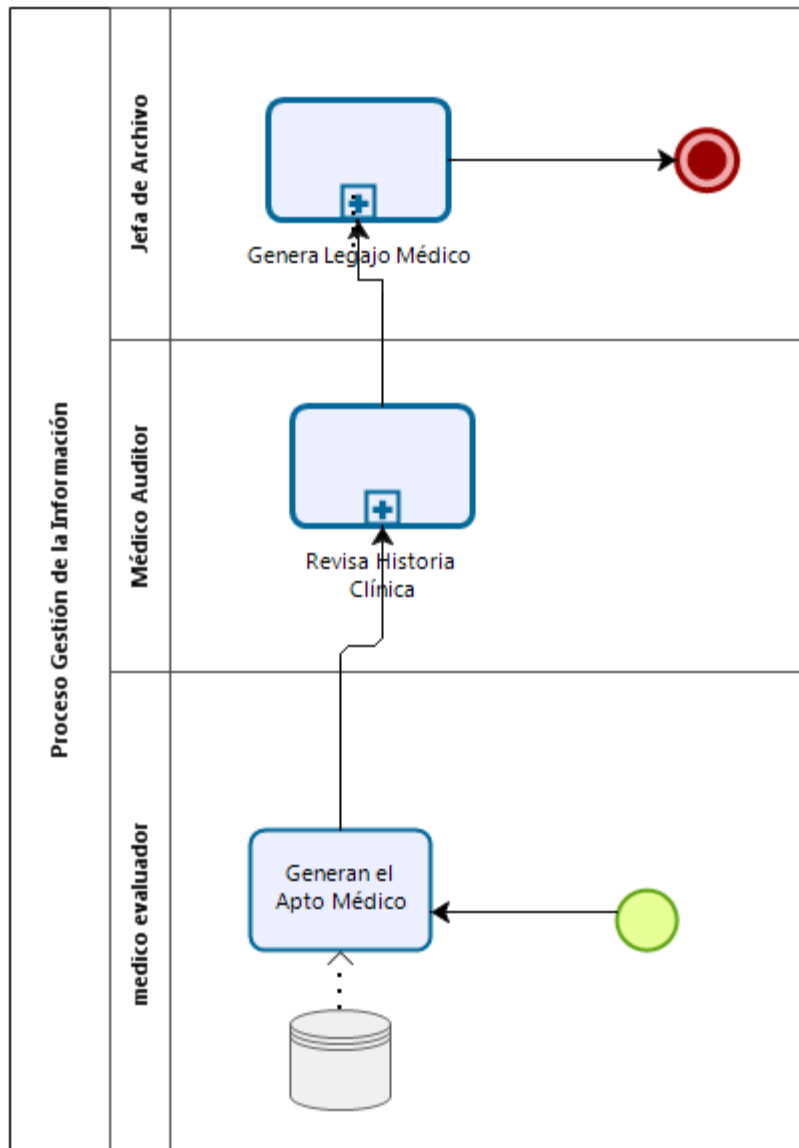 Proceso Gestión de la Información
Jefa de Archivo
Genera Legajo Médico
Médico Auditor
Revisa Historia
Clínica
medico evaluador
Generan el
Apto Médico